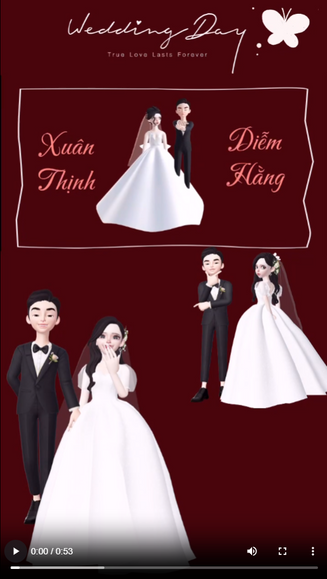 Wedding Day
True Love Lasts Forever
Xuân
Thịnh
Diễm
Hằng
0:00 / 0:53